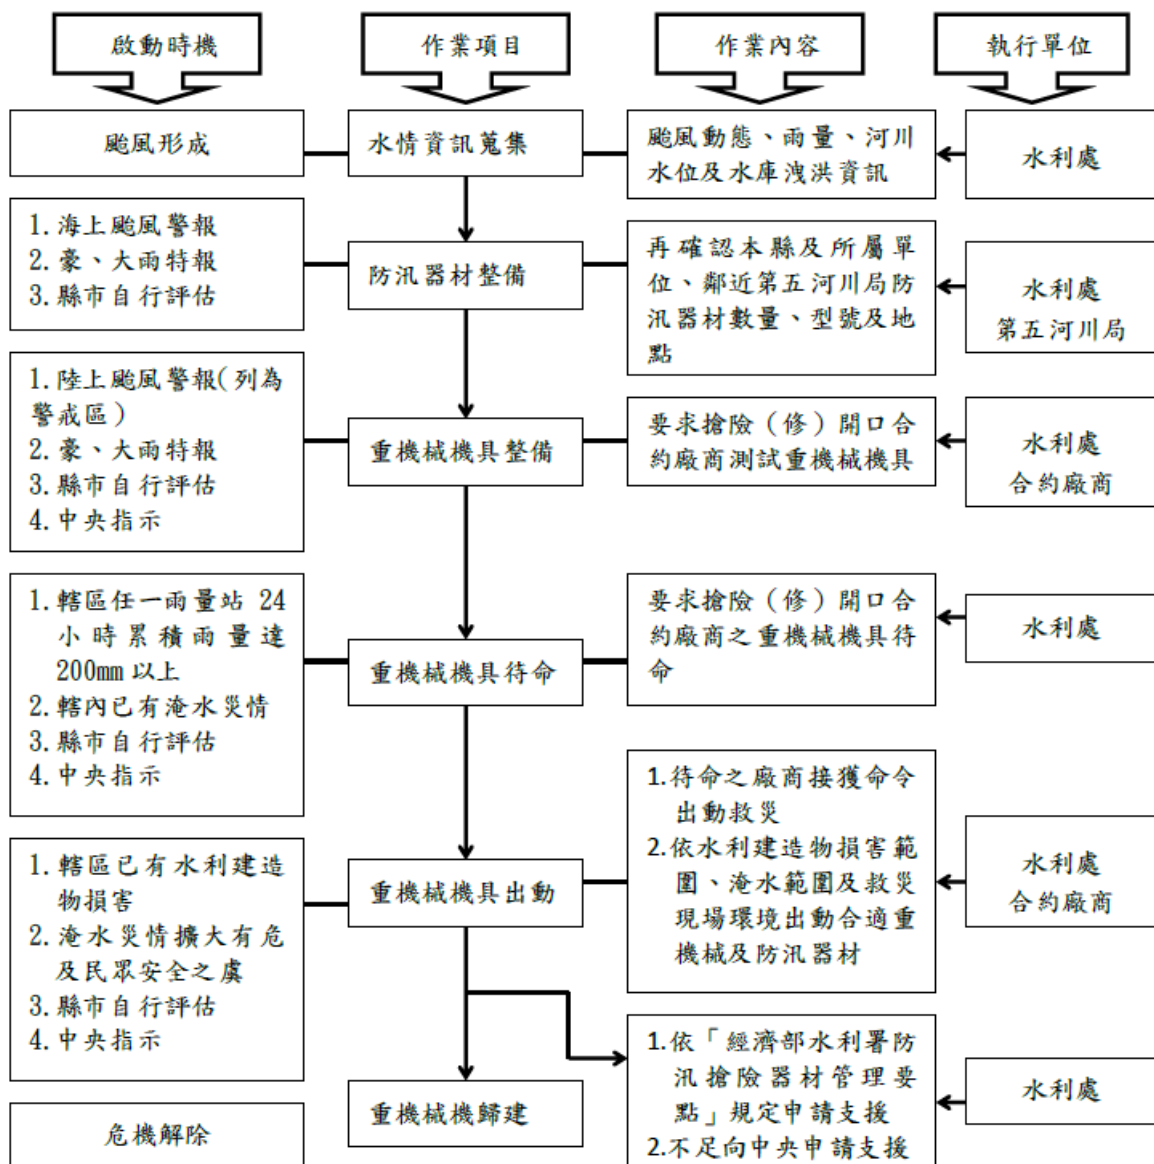 啟動時機
作業項目
作業內容
執行單位
颱風形成
水情資訊蒐集
颱風動態、雨量、河川
水位及水庫洩洪資訊
水利處
1. 海上颱風警報
2. 豪、大雨特報
3. 縣市自行評估
防汛器材整備
再確認本縣及所屬單
位、鄰近第五河川局防
汛器材數量、型號及地
點
水利處
第五河川局
1. 陸上颱風警報(列為
警戒區)
2. 豪、大雨特報
3. 縣市自行評估
4. 中央指示
重機械機具整備
要求搶險（修）開口合
約廠商測試重機械機具
水利處
合約廠商
1. 轄區任一雨量站 24
小時累積雨量達
200mm 以上
2. 轄內已有淹水災情
3. 縣市自行評估
4. 中央指示
重機械機具待命
要求搶險（修）開口合
約廠商之重機械機具待
命
水利處
1. 轄區已有水利建造
物損害
2. 淹水災情擴大有危
及民眾安全之虞
3. 縣市自行評估
4. 中央指示
重機械機具出動
1.待命之廠商接獲命令
出動救災
2.依水利建造物損害範
圍、淹水範圍及救災
現場環境出動合適重
機械及防汛器材
水利處
合約廠商
危機解除
重機械機歸建
1.依「經濟部水利署防
汛搶險器材管理要
點」規定申請支援
2.不足向中央申請支援
水利處